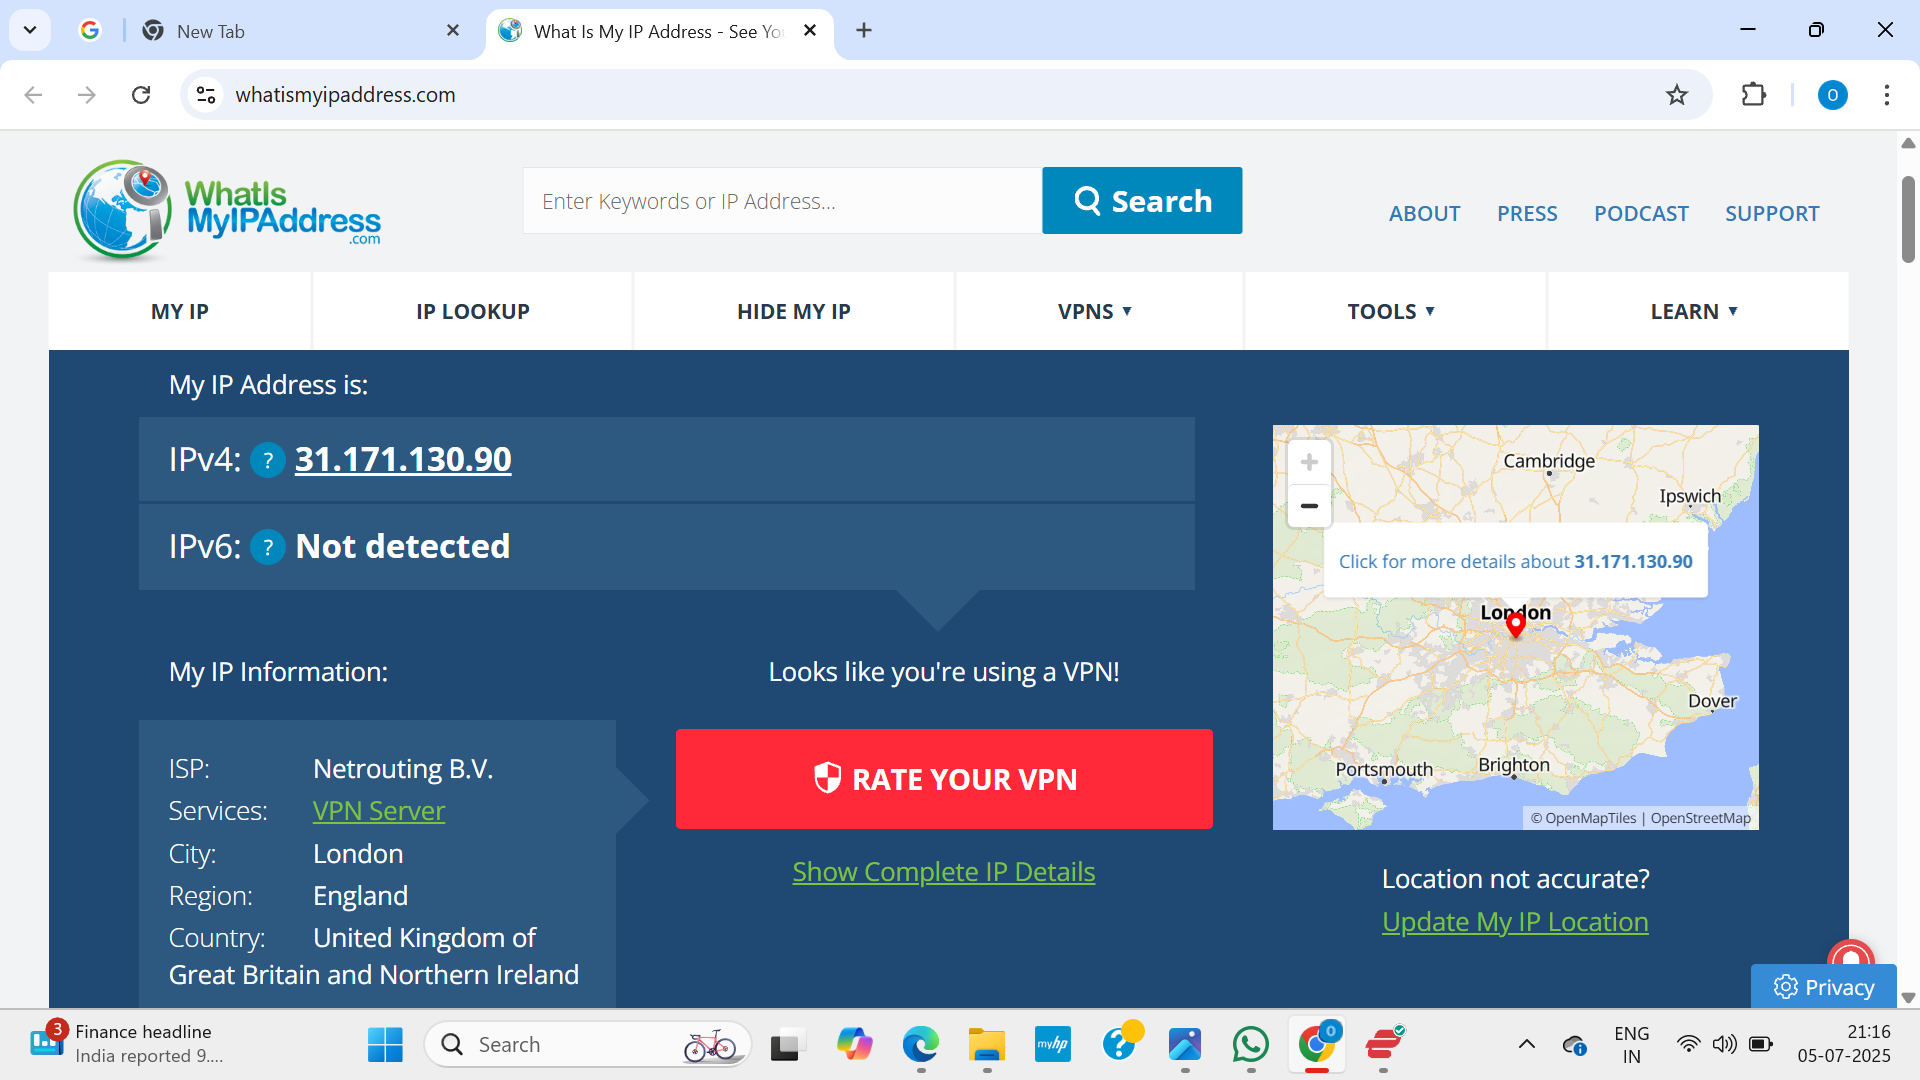 New Tab
What Is My IP Address - See Yo
whatismyipaddress.com
O
WhatIs
MyIPAddress
.com
Enter Keywords or IP Address...
Search
ABOUT PRESS PODCAST SUPPORT
MY IP IP LOOKUP HIDE MY IP VPNS ▼ TOOLS ▼ LEARN ▼
My IP Address is:
IPv4: ? 31.171.130.90
IPv6: ? Not detected
My IP Information:
ISP: Netrouting B.V.
Services: VPN Server
City: London
Region: England
Country: United Kingdom of
Great Britain and Northern Ireland
Looks like you're using a VPN!
RATE YOUR VPN
Show Complete IP Details
+
−
Cambridge
Ipswich
Click for more details about 31.171.130.90
London
Dover
Portsmouth
Brighton
© OpenMapTiles | OpenStreetMap
Location not accurate?
Update My IP Location
Privacy
3
Finance headline
India reported 9....
Search
myhp
?
O
ENG
IN
21:16
05-07-2025